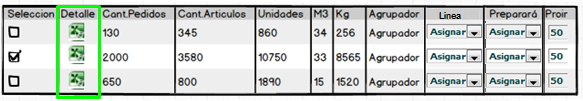 Seleccion Detalle Cant.Pedidos Cant.Articulos Unidades M3 Kg Agrupador Linea Preparará Proir
130 345 860 34 256 Agrupador Asignar Asignar 50
2000 3580 10750 33 8565 Agrupador Asignar Asignar 50
650 800 1890 15 1520 Agrupador Asignar Asignar 50